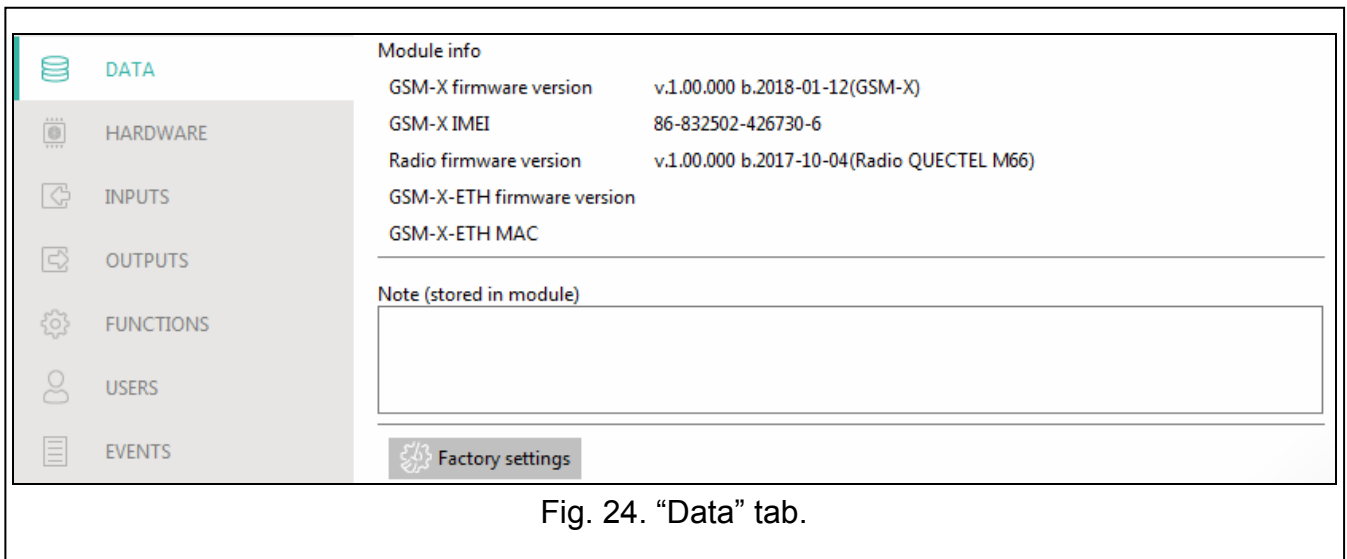 DATA
HARDWARE
INPUTS
OUTPUTS
FUNCTIONS
USERS
EVENTS
Module info
GSM-X firmware version v.1.00.000 b.2018-01-12(GSM-X)
GSM-X IMEI 86-832502-426730-6
Radio firmware version v.1.00.000 b.2017-10-04(Radio QUECTEL M66)
GSM-X-ETH firmware version
GSM-X-ETH MAC
Note (stored in module)
Factory settings
Fig. 24. “Data” tab.